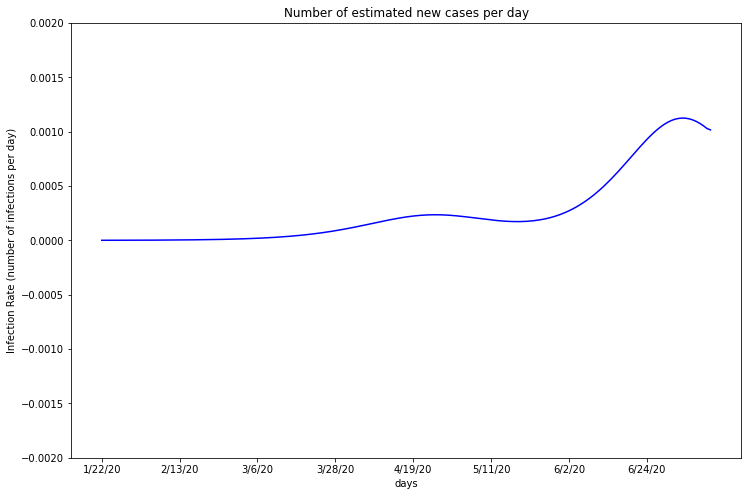 Number of estimated new cases per day
Infection Rate (number of infections per day)
0.0020
0.0015
0.0010
0.0005
0.0000
−0.0005
−0.0010
−0.0015
−0.0020
1/22/20 2/13/20 3/6/20 3/28/20 4/19/20 5/11/20 6/2/20 6/24/20
days